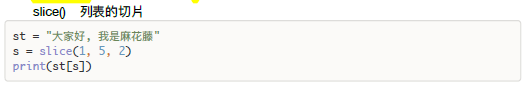 slice() 列表的切片
st = "大家好, 我是麻花藤"
s = slice(1, 5, 2)
print(st[s])